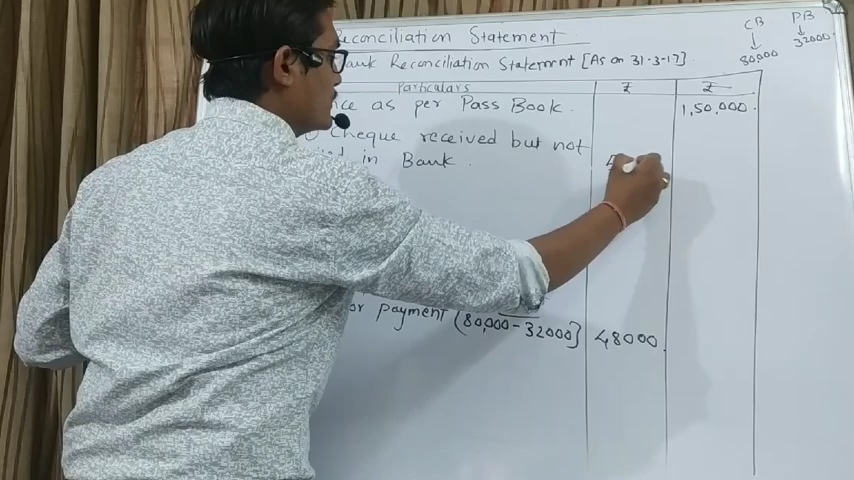 Reconciliation Statement
CB PB
↓ ↓
80,000 32000
Bank Reconciliation Statement [As on 31-3-17]
Particulars ₹ ₹
as per Pass Book. 1,50,000.
cheque received but not
in Bank.
or payment (80,000-32000] 48000.